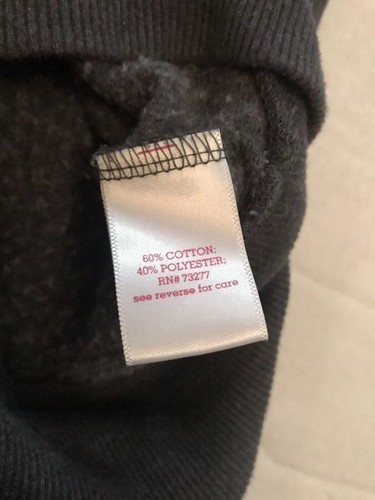 60% COTTON;
40% POLYESTER;
RN# 73277
see reverse for care